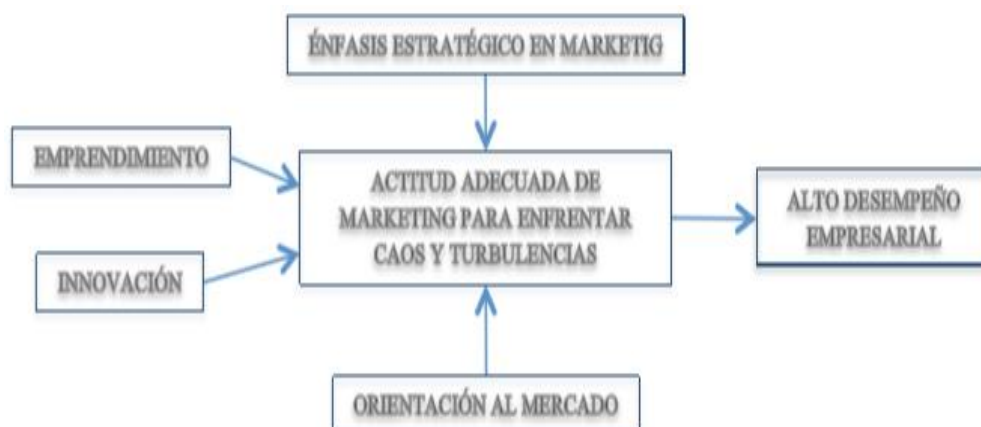 ÉNFASIS ESTRATÉGICO EN MARKETIG
EMPRENDIMIENTO
INNOVACIÓN
ACTITUD ADECUADA DE
MARKETING PARA ENFRENTAR
CAOS Y TURBULENCIAS
ALTO DESEMPEÑO
EMPRESARIAL
ORIENTACIÓN AL MERCADO